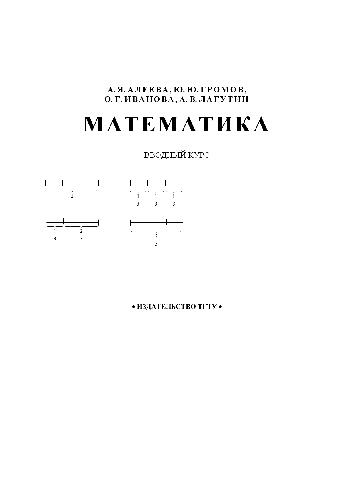 А. Я. АЛЕЕВА, Ю. Ю. ГРОМОВ,
О. Г. ИВАНОВА, А. В. ЛАГУТИН
МАТЕМАТИКА
ВВОДНЫЙ КУРС
• ИЗДАТЕЛЬСТВО ТГТУ •